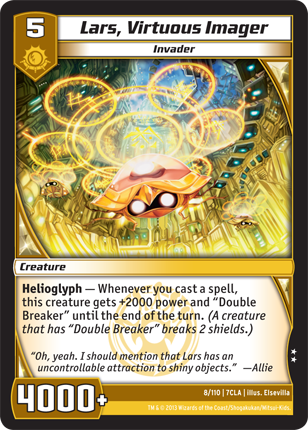 5
Lars, Virtuous Imager
Invader
Creature
Helioglyph — Whenever you cast a spell,
this creature gets +2000 power and “Double
Breaker” until the end of the turn. (A creature
that has “Double Breaker” breaks 2 shields.)
“Oh, yeah. I should mention that Lars has an
uncontrollable attraction to shiny objects.” —Allie
4000+
8/110 | 7CLA | illus. Elsevilla
TM & © 2013 Wizards of the Coast/Shogakukan/Mitsui-Kids